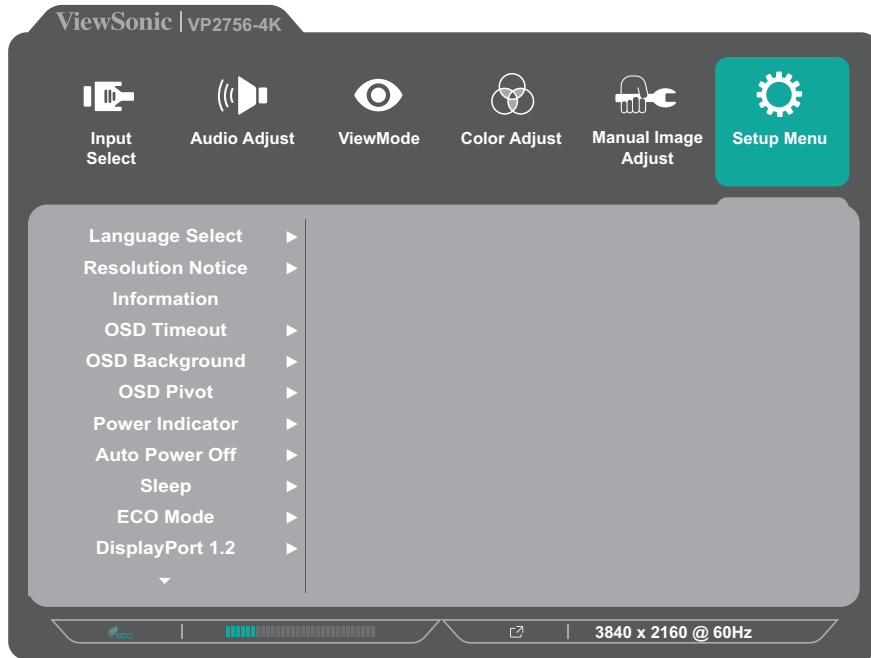 ViewSonic VP2756-4K
Input
Select
Audio Adjust
ViewMode
Color Adjust
Manual Image
Adjust
Setup Menu
Language Select
Resolution Notice
Information
OSD Timeout
OSD Background
OSD Pivot
Power Indicator
Auto Power Off
Sleep
ECO Mode
DisplayPort 1.2
eco
3840 x 2160 @ 60Hz